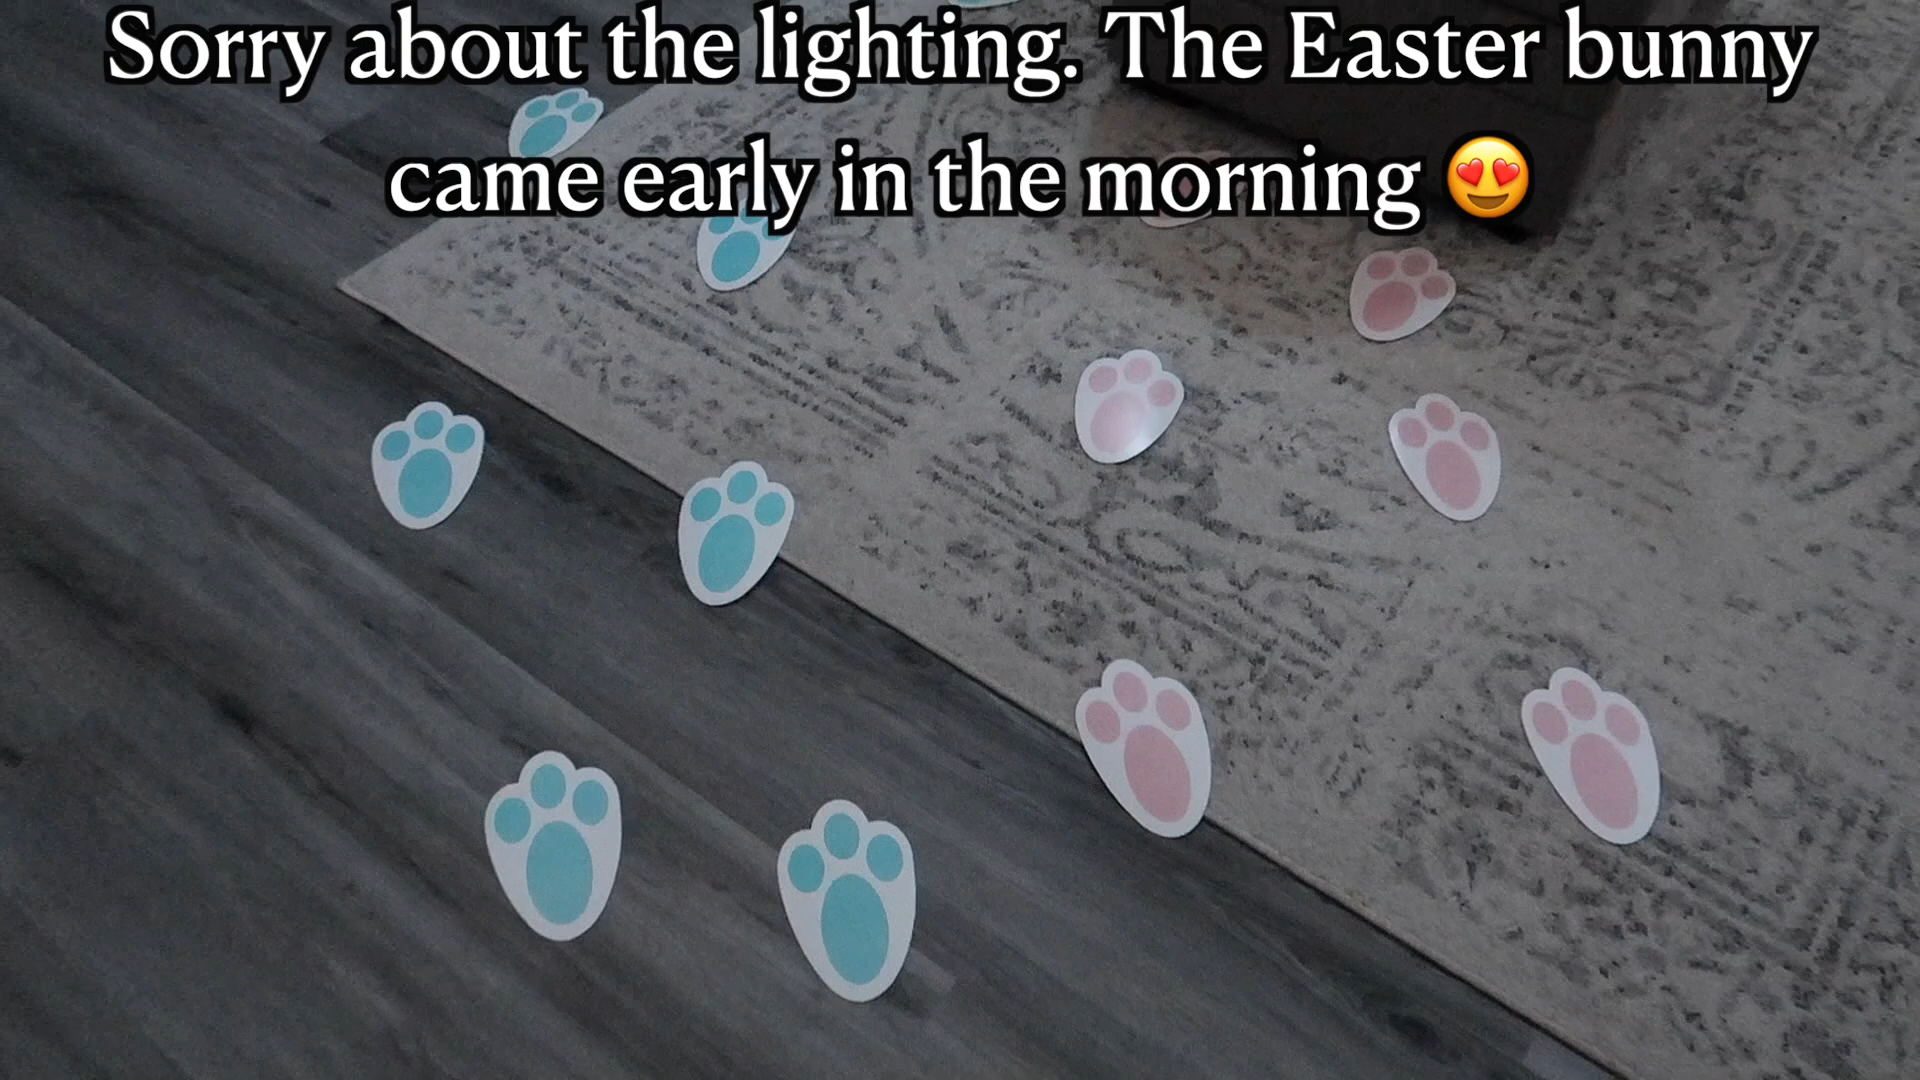 Sorry about the lighting. The Easter bunny
came early in the morning 😍